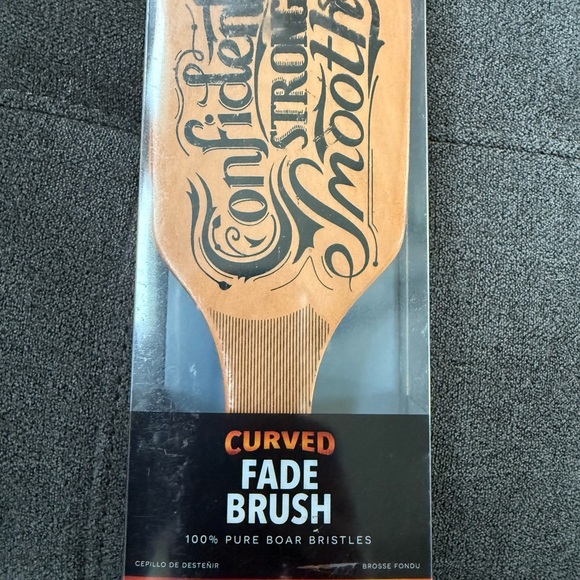 Confident
STRONG
Smooth
CURVED
FADE
BRUSH
100% PURE BOAR BRISTLES
CEPILLO DE DESTEÑIR
BROSSE FONDU